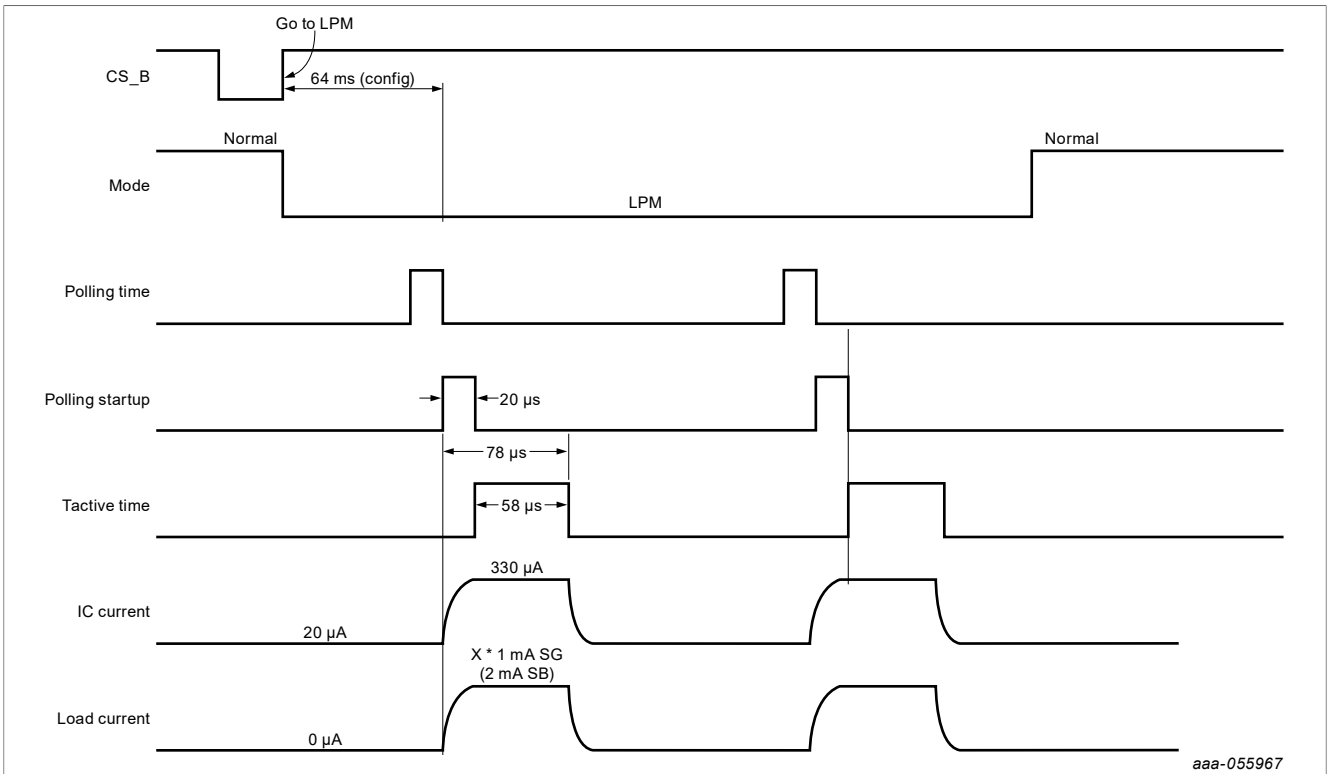 Go to LPM
CS_B
64 ms (config)
Normal
Normal
Mode
LPM
Polling time
Polling startup
20 µs
78 µs
Tactive time
58 µs
330 µA
IC current
20 µA
X * 1 mA SG
(2 mA SB)
Load current
0 µA
aaa-055967